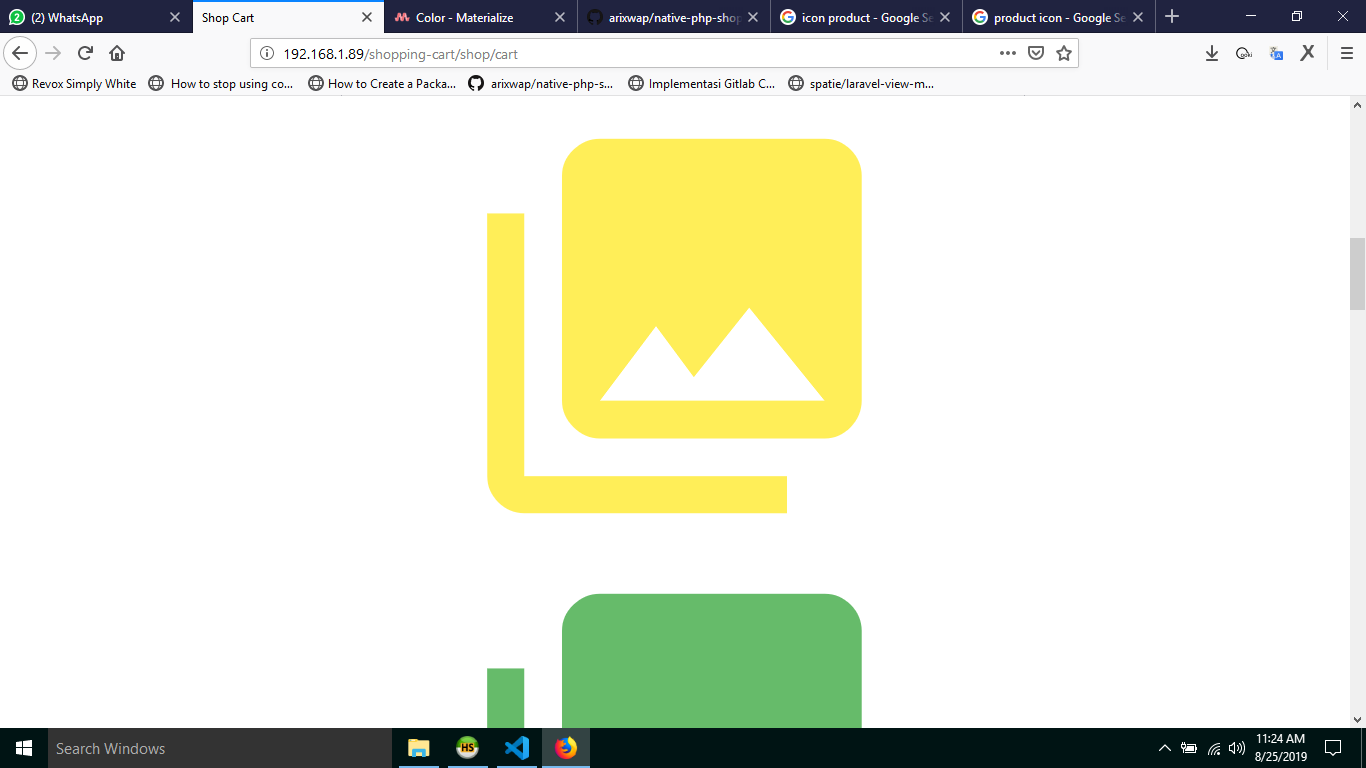 2 (2) WhatsApp
Shop Cart
Color - Materialize
arixwap/native-php-shop
icon product - Google Se
product icon - Google Se
192.168.1.89/shopping-cart/shop/cart
Revox Simply White
How to stop using co...
How to Create a Packa...
arixwap/native-php-s...
Implementasi Gitlab C...
spatie/laravel-view-m...
Search Windows
HS
11:24 AM
8/25/2019